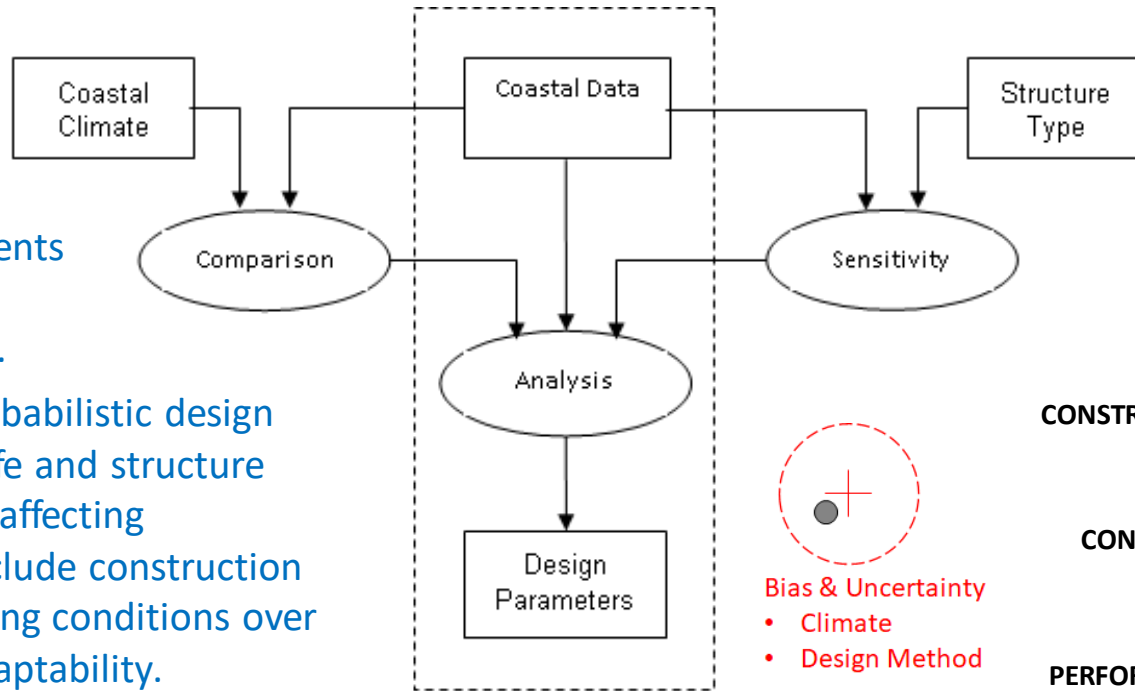 Coastal
Climate
Coastal Data
Structure
Type
Comparison
Sensitivity
Analysis
Design
Parameters
ents
.
babilistic design
fe and structure
affecting
clude construction
ng conditions over
aptability.
Bias & Uncertainty
• Climate
• Design Method
CONSTR
CON
PERFOR